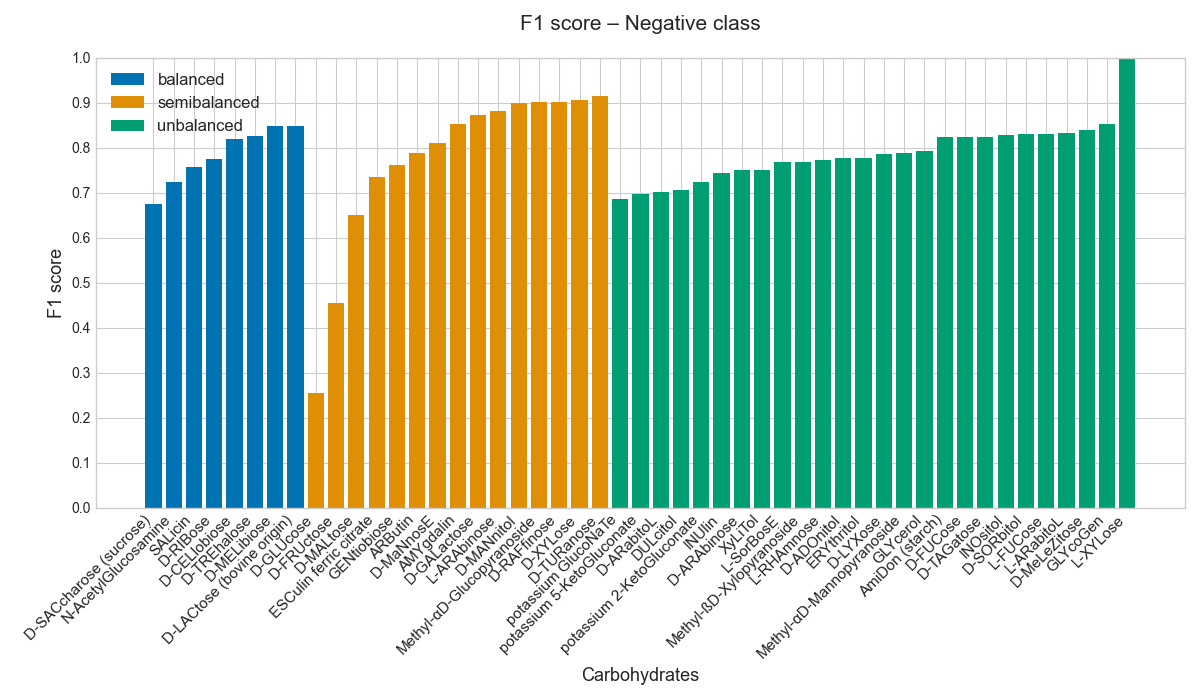 F1 score – Negative class
balanced
semibalanced
unbalanced
F1 score
1.0
0.9
0.8
0.7
0.6
0.5
0.4
0.3
0.2
0.1
0.0
D-SACcharose (sucrose)
N-AcetylGlucosamine
SALicin
D-RIBose
D-CELlobiose
D-TREhalose
D-MELibiose
D-LACtose (bovine origin)
D-GLUcose
D-FRUctose
D-MALtose
ESCulin ferric citrate
GENtiobiose
ARButin
D-MaNnosE
AMYgdalin
D-GALactose
L-ARAbinose
D-MANnitol
Methyl-αD-Glucopyranoside
D-RAFfinose
D-XYLose
D-TURanose
potassium GlucoNaTe
potassium 5-KetoGluconate
D-ARabitoL
DULcitol
potassium 2-KetoGluconate
INUlin
D-ARAbinose
XyLiTol
L-SorBosE
Methyl-ßD-Xylopyranoside
L-RHAmnose
D-ADOnitol
ERYthritol
D-LYXose
Methyl-αD-Mannopyranoside
GLYcerol
AmiDon (starch)
D-FUCose
D-TAGatose
INOsitol
D-SORbitol
L-FUCose
L-ARabitoL
D-MeLeZitose
GLYcoGen
L-XYLose
Carbohydrates